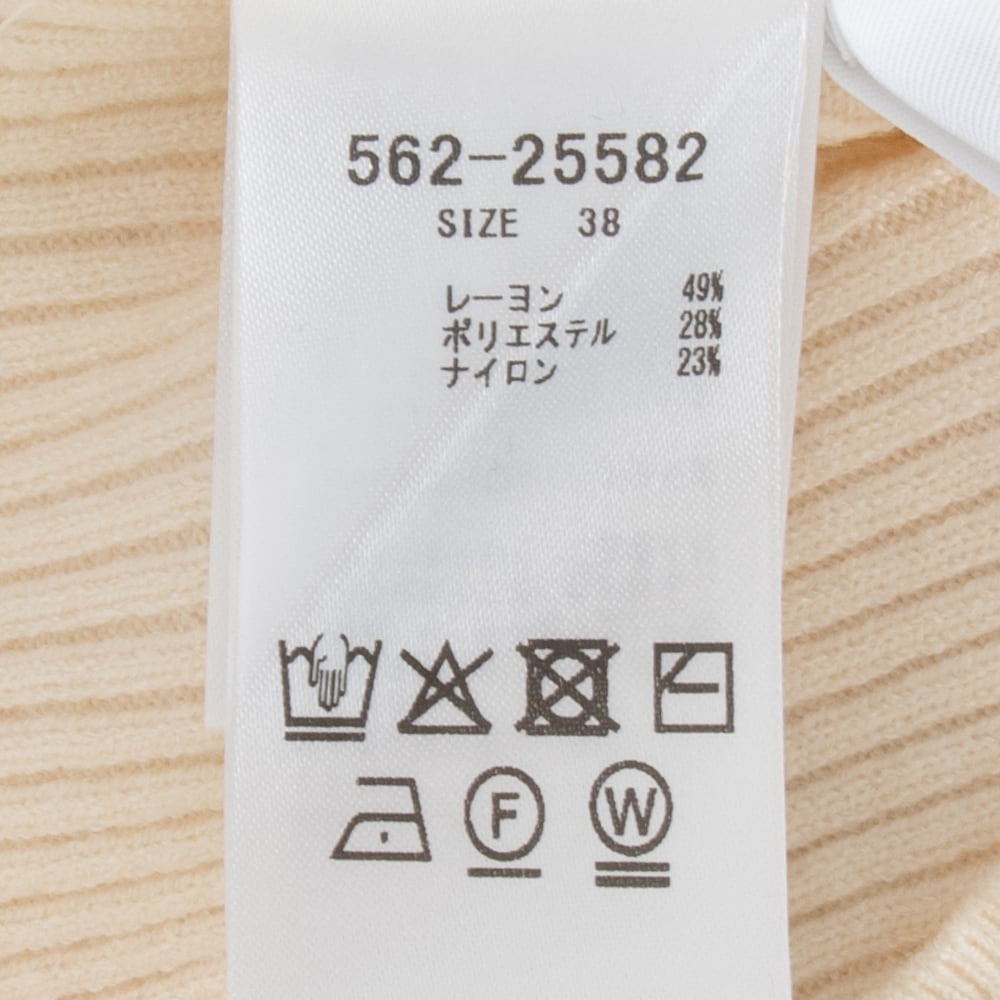 562-25582
SIZE 38
レーヨン 49%
ポリエステル 28%
ナイロン 23%
F W